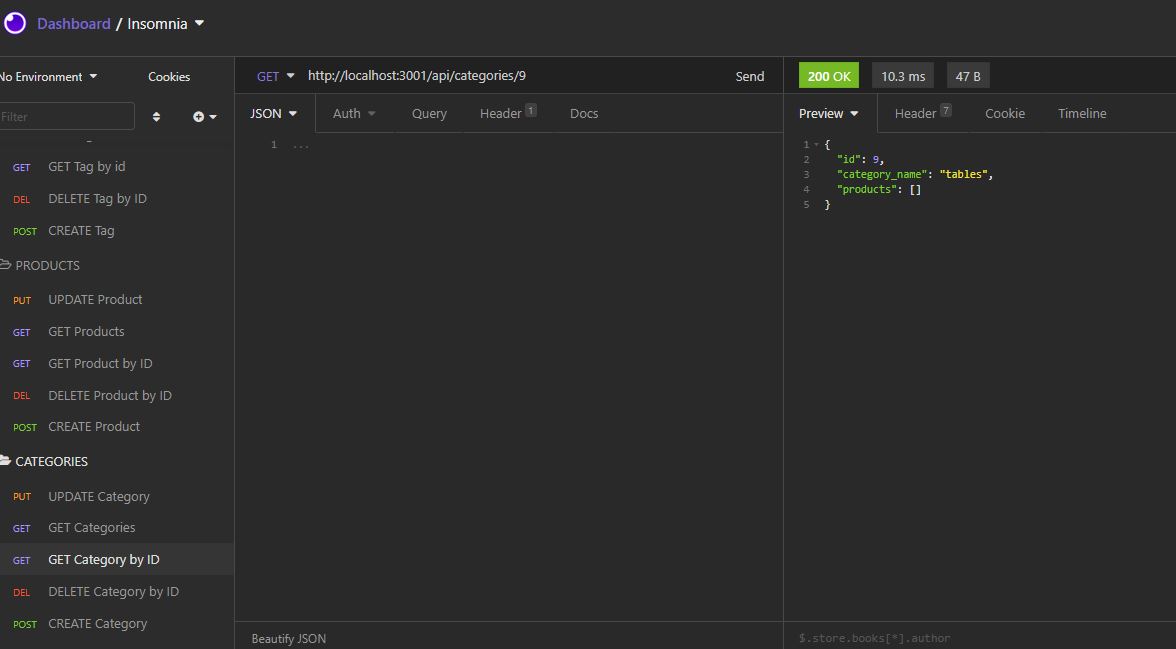 Dashboard / Insomnia
No Environment
Cookies
Filter
GET GET Tag by id
DEL DELETE Tag by ID
POST CREATE Tag
PRODUCTS
PUT UPDATE Product
GET GET Products
GET GET Product by ID
DEL DELETE Product by ID
POST CREATE Product
CATEGORIES
PUT UPDATE Category
GET GET Categories
GET GET Category by ID
DEL DELETE Category by ID
POST CREATE Category
GET http://localhost:3001/api/categories/9 Send
JSON Auth Query Header 1 Docs
1 ...
Beautify JSON
200 OK 10.3 ms 47 B
Preview Header 7 Cookie Timeline
1 {
2 "id": 9,
3 "category_name": "tables",
4 "products": []
5 }
$.store.books[*].author